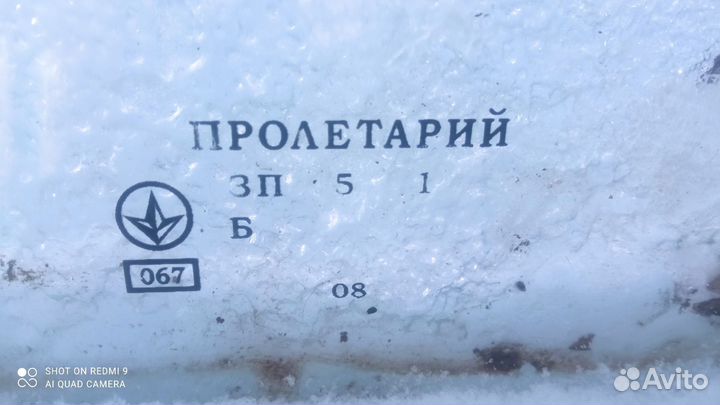 ПРОЛЕТАРИЙ
ЗП 5 1
Б
067
08
SHOT ON REDMI 9
AI QUAD CAMERA
Avito